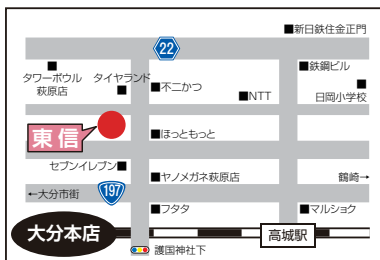 ■新日鉄住金正門
22
■
タワーボウル
萩原店
タイヤランド
■
■不二かつ
■鉄鋼ビル
■NTT
■
日岡小学校
東信
■ほっともっと
セブンイレブン■
■ヤノメガネ萩原店
鶴崎→
←大分市街
197
■フタタ
■マルショク
大分本店
高城駅
護国神社下